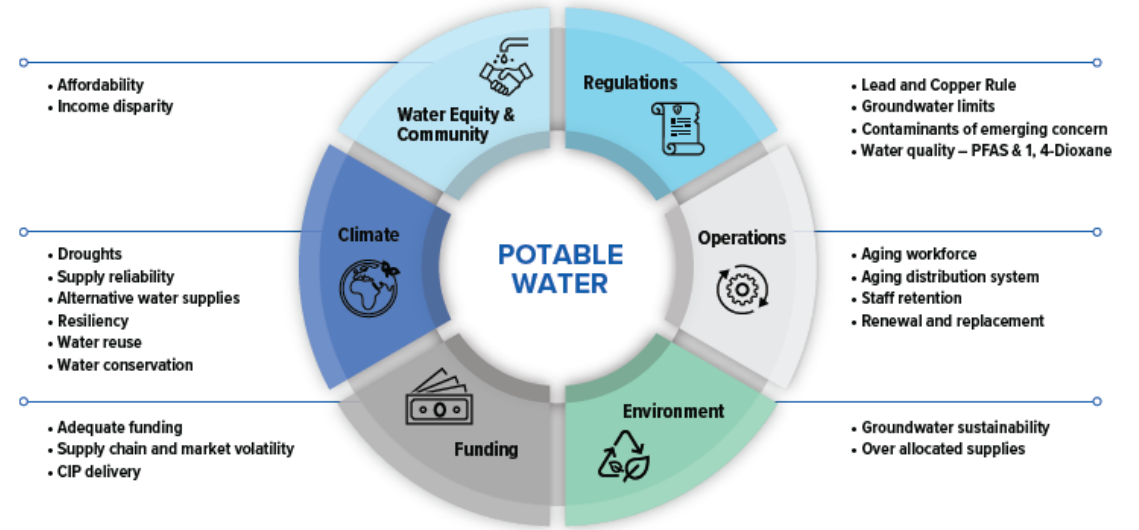 Water Equity &
Community
• Affordability
• Income disparity
Regulations
• Lead and Copper Rule
• Groundwater limits
• Contaminants of emerging concern
• Water quality – PFAS & 1, 4-Dioxane
Climate
• Droughts
• Supply reliability
• Alternative water supplies
• Resiliency
• Water reuse
• Water conservation
POTABLE
WATER
Operations
• Aging workforce
• Aging distribution system
• Staff retention
• Renewal and replacement
Funding
• Adequate funding
• Supply chain and market volatility
• CIP delivery
Environment
• Groundwater sustainability
• Over allocated supplies